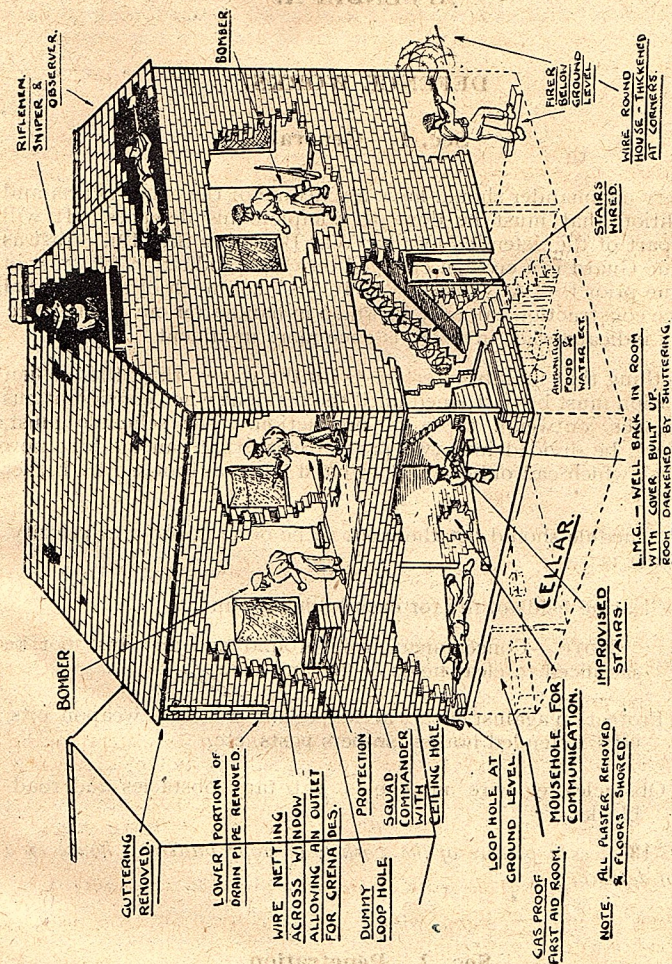 RIFLEMEN.
SNIPER &
OBSERVER.
BOMBER
FIRER
BELOW
GROUND
LEVEL
WIRE ROUND
HOUSE - THICKENED
AT CORNERS.
STAIRS
WIRED.
AMMUNITION,
FOOD &
WATER ECT.
L.M.G. — WELL BACK IN ROOM
WITH COVER BUILT UP.
ROOM DARKENED BY SHUTTERING.
CELLAR.
IMPROVISED
STAIRS.
MOUSEHOLE FOR
COMMUNICATION.
BOMBER
GUTTERING
REMOVED.
LOWER PORTION OF
DRAIN PIPE REMOVED.
WIRE NETTING
ACROSS WINDOW
ALLOWING AN OUTLET
FOR GRENADES.
DUMMY
LOOP HOLE
PROTECTION
SQUAD
COMMANDER
WITH
CEILING HOLE.
LOOP HOLE AT
GROUND LEVEL.
GAS PROOF
FIRST AID ROOM.
NOTE. ALL PLASTER REMOVED
& FLOORS SHORED.